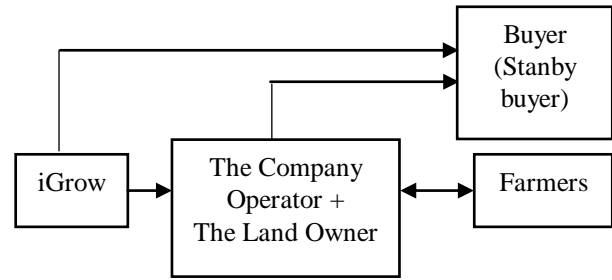 Buyer
(Stanby
buyer)
iGrow
The Company
Operator +
The Land Owner
Farmers